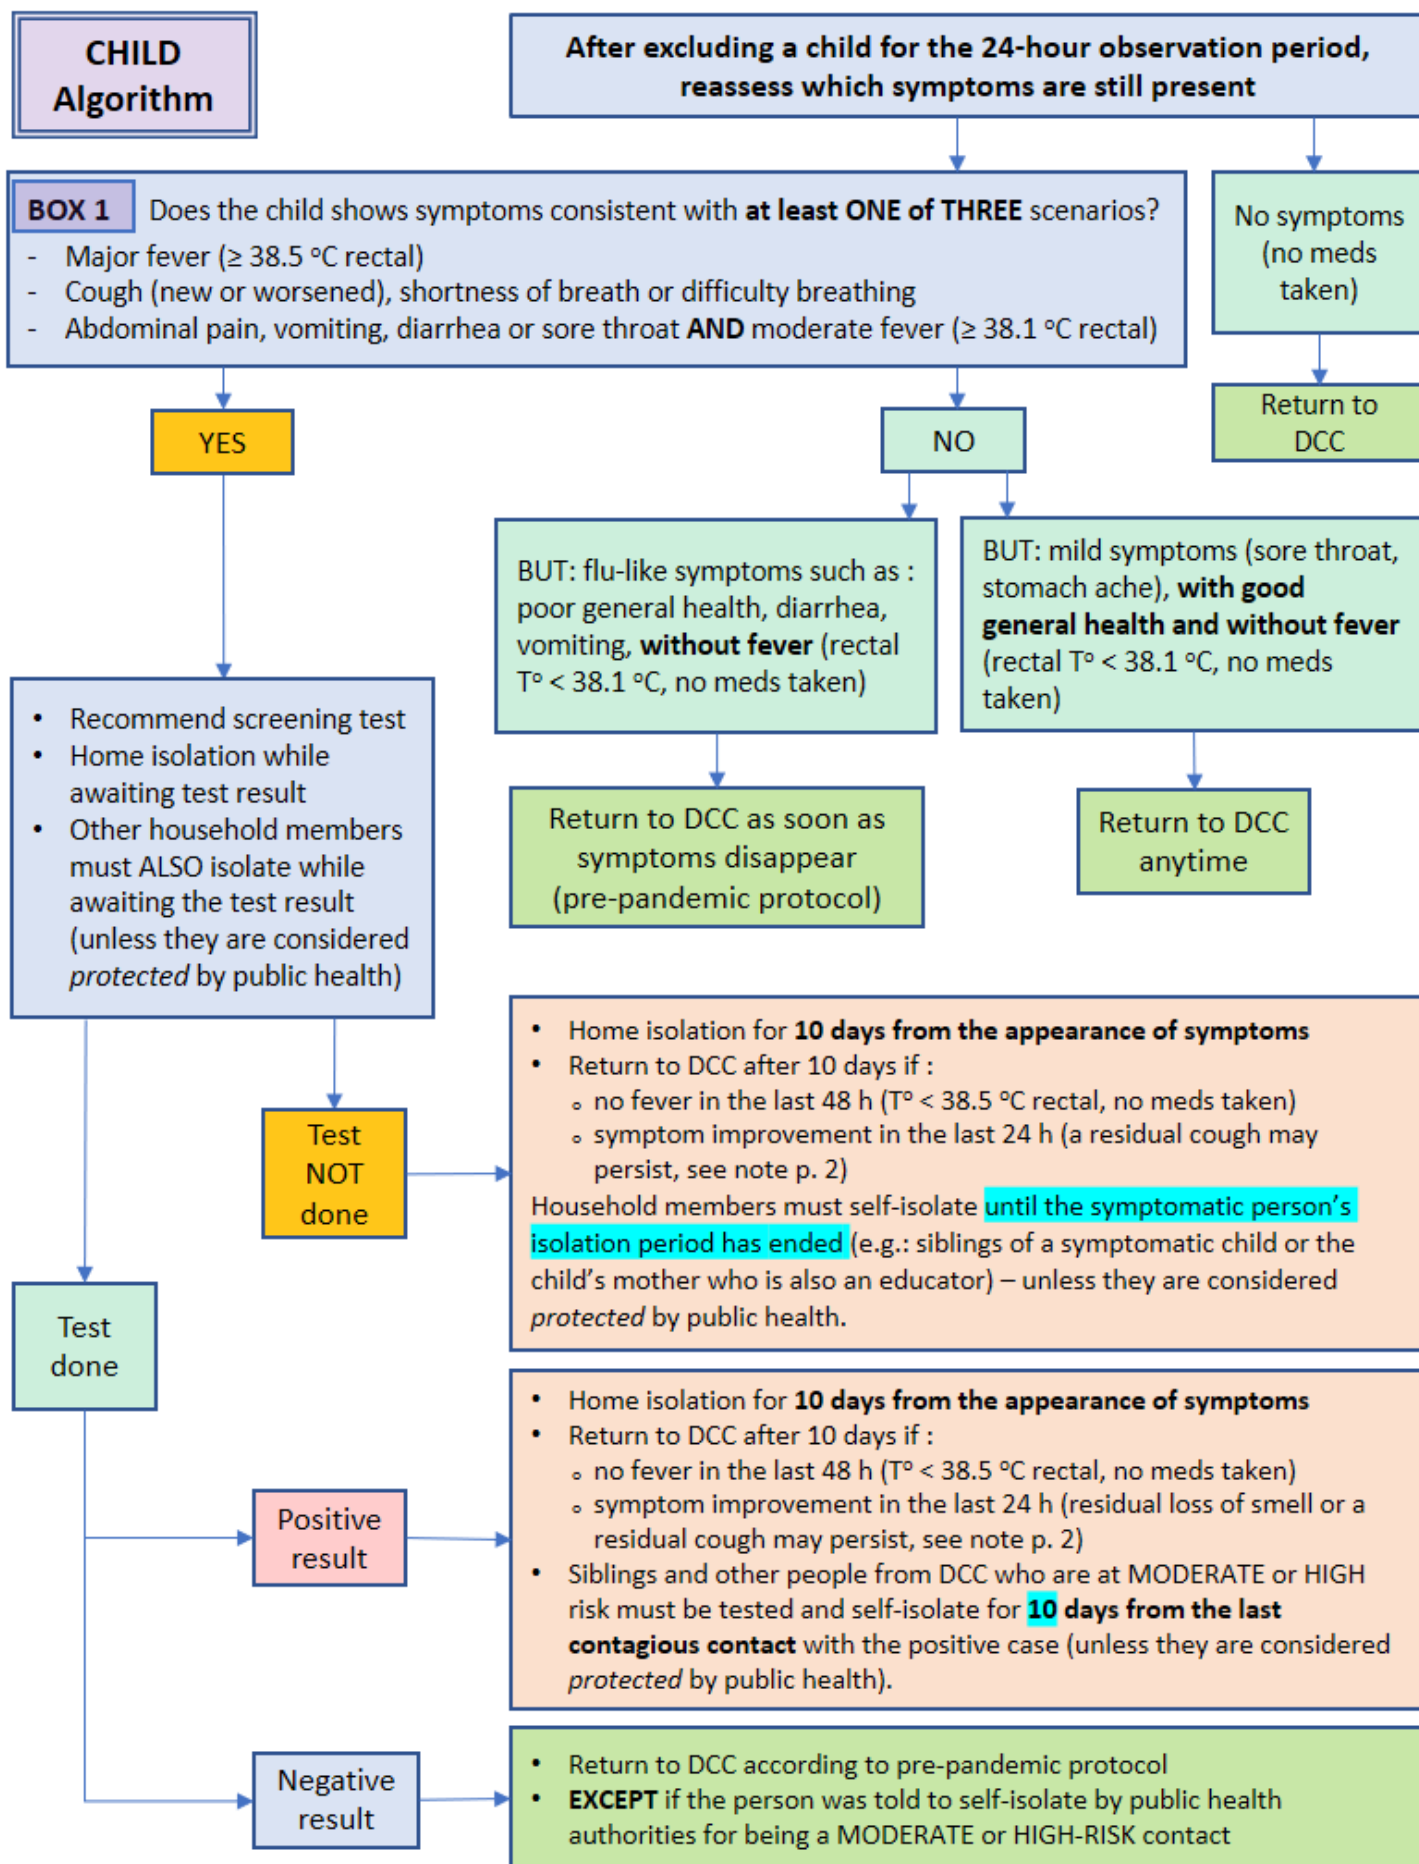 CHILD
Algorithm
After excluding a child for the 24-hour observation period,
reassess which symptoms are still present
BOX 1 Does the child shows symptoms consistent with at least ONE of THREE scenarios?
- Major fever (≥ 38.5 °C rectal)
- Cough (new or worsened), shortness of breath or difficulty breathing
- Abdominal pain, vomiting, diarrhea or sore throat AND moderate fever (≥ 38.1 °C rectal)
No symptoms
(no meds
taken)
Return to
DCC
YES
NO
BUT: flu-like symptoms such as :
poor general health, diarrhea,
vomiting, without fever (rectal
T° < 38.1 °C, no meds taken)
BUT: mild symptoms (sore throat,
stomach ache), with good
general health and without fever
(rectal T° < 38.1 °C, no meds
taken)
Return to DCC as soon as
symptoms disappear
(pre-pandemic protocol)
Return to DCC
anytime
• Recommend screening test
• Home isolation while
awaiting test result
• Other household members
must ALSO isolate while
awaiting the test result
(unless they are considered
protected by public health)
Test
NOT
done
• Home isolation for 10 days from the appearance of symptoms
• Return to DCC after 10 days if :
∘ no fever in the last 48 h (T° < 38.5 °C rectal, no meds taken)
∘ symptom improvement in the last 24 h (a residual cough may
persist, see note p. 2)
Household members must self-isolate until the symptomatic person's
isolation period has ended (e.g.: siblings of a symptomatic child or the
child's mother who is also an educator) – unless they are considered
protected by public health.
Test
done
Positive
result
• Home isolation for 10 days from the appearance of symptoms
• Return to DCC after 10 days if :
∘ no fever in the last 48 h (T° < 38.5 °C rectal, no meds taken)
∘ symptom improvement in the last 24 h (residual loss of smell or a
residual cough may persist, see note p. 2)
• Siblings and other people from DCC who are at MODERATE or HIGH
risk must be tested and self-isolate for 10 days from the last
contagious contact with the positive case (unless they are considered
protected by public health).
Negative
result
• Return to DCC according to pre-pandemic protocol
• EXCEPT if the person was told to self-isolate by public health
authorities for being a MODERATE or HIGH-RISK contact